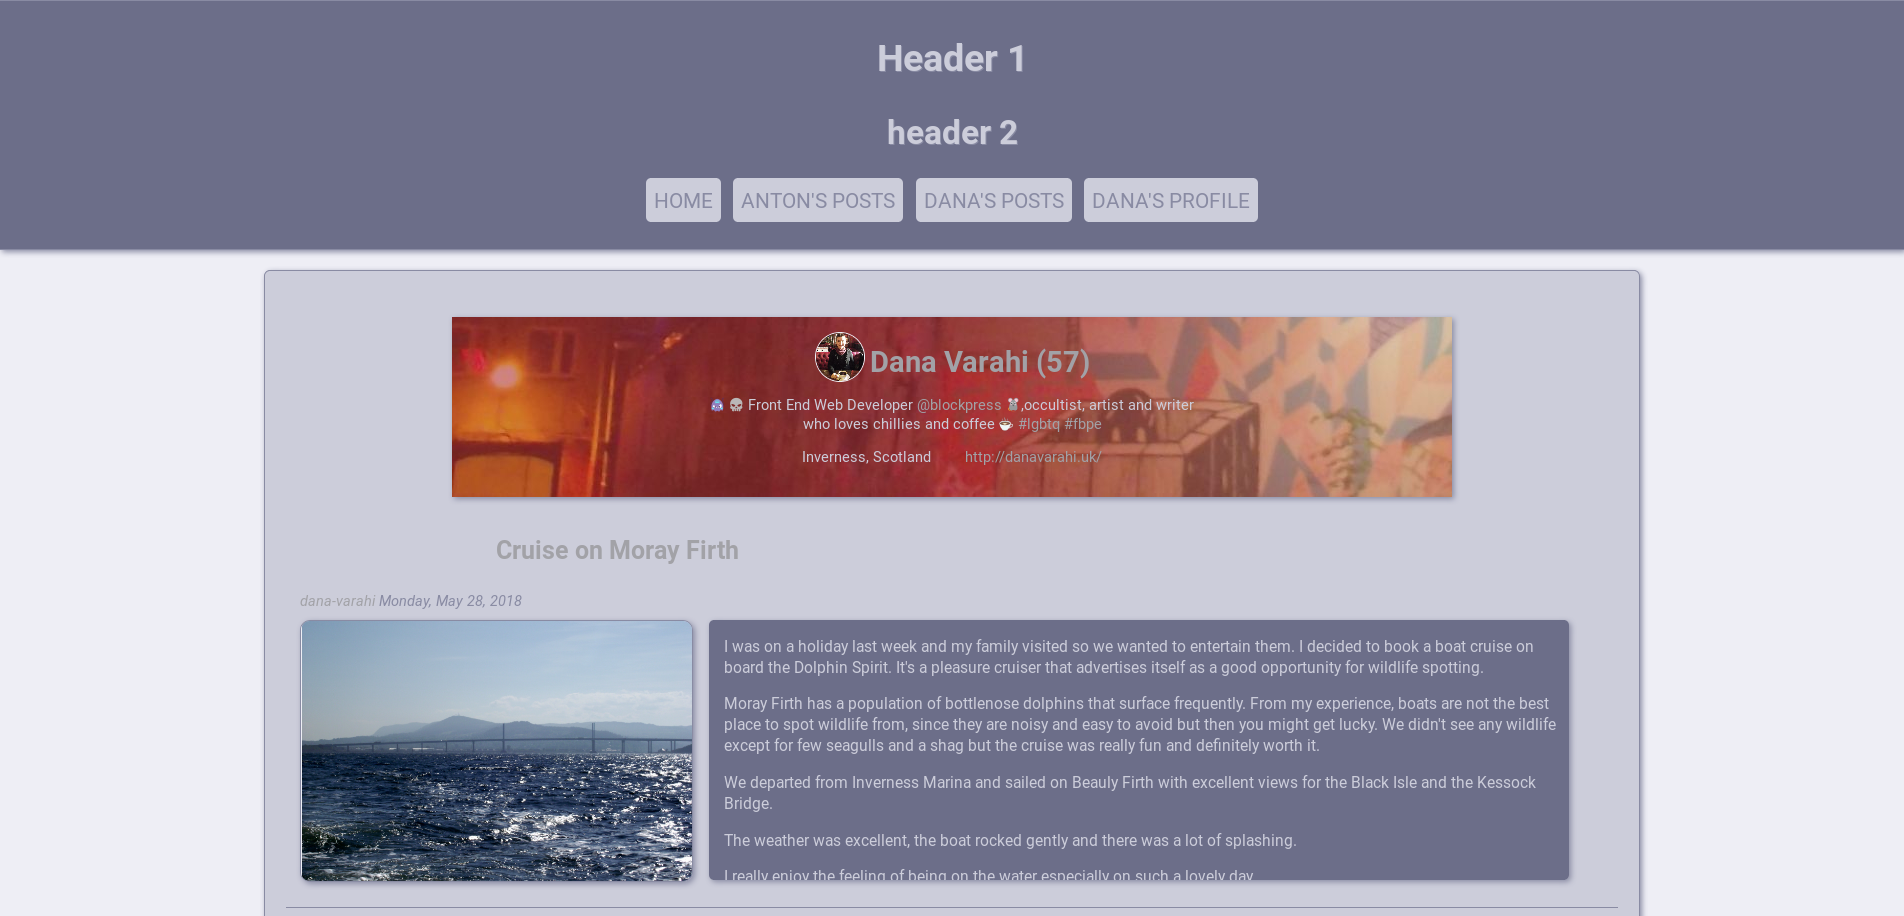 Header 1
header 2
HOME ANTON'S POSTS DANA'S POSTS DANA'S PROFILE
Dana Varahi (57)
Front End Web Developer @blockpress ,occultist, artist and writer
who loves chillies and coffee ☕ #lgbtq #fbpe
Inverness, Scotland http://danavarahi.uk/
Cruise on Moray Firth
dana-varahi Monday, May 28, 2018
I was on a holiday last week and my family visited so we wanted to entertain them. I decided to book a boat cruise on
board the Dolphin Spirit. It's a pleasure cruiser that advertises itself as a good opportunity for wildlife spotting.
Moray Firth has a population of bottlenose dolphins that surface frequently. From my experience, boats are not the best
place to spot wildlife from, since they are noisy and easy to avoid but then you might get lucky. We didn't see any wildlife
except for few seagulls and a shag but the cruise was really fun and definitely worth it.
We departed from Inverness Marina and sailed on Beauly Firth with excellent views for the Black Isle and the Kessock
Bridge.
The weather was excellent, the boat rocked gently and there was a lot of splashing.
I really enjoy the feeling of being on the water especially on such a lovely day